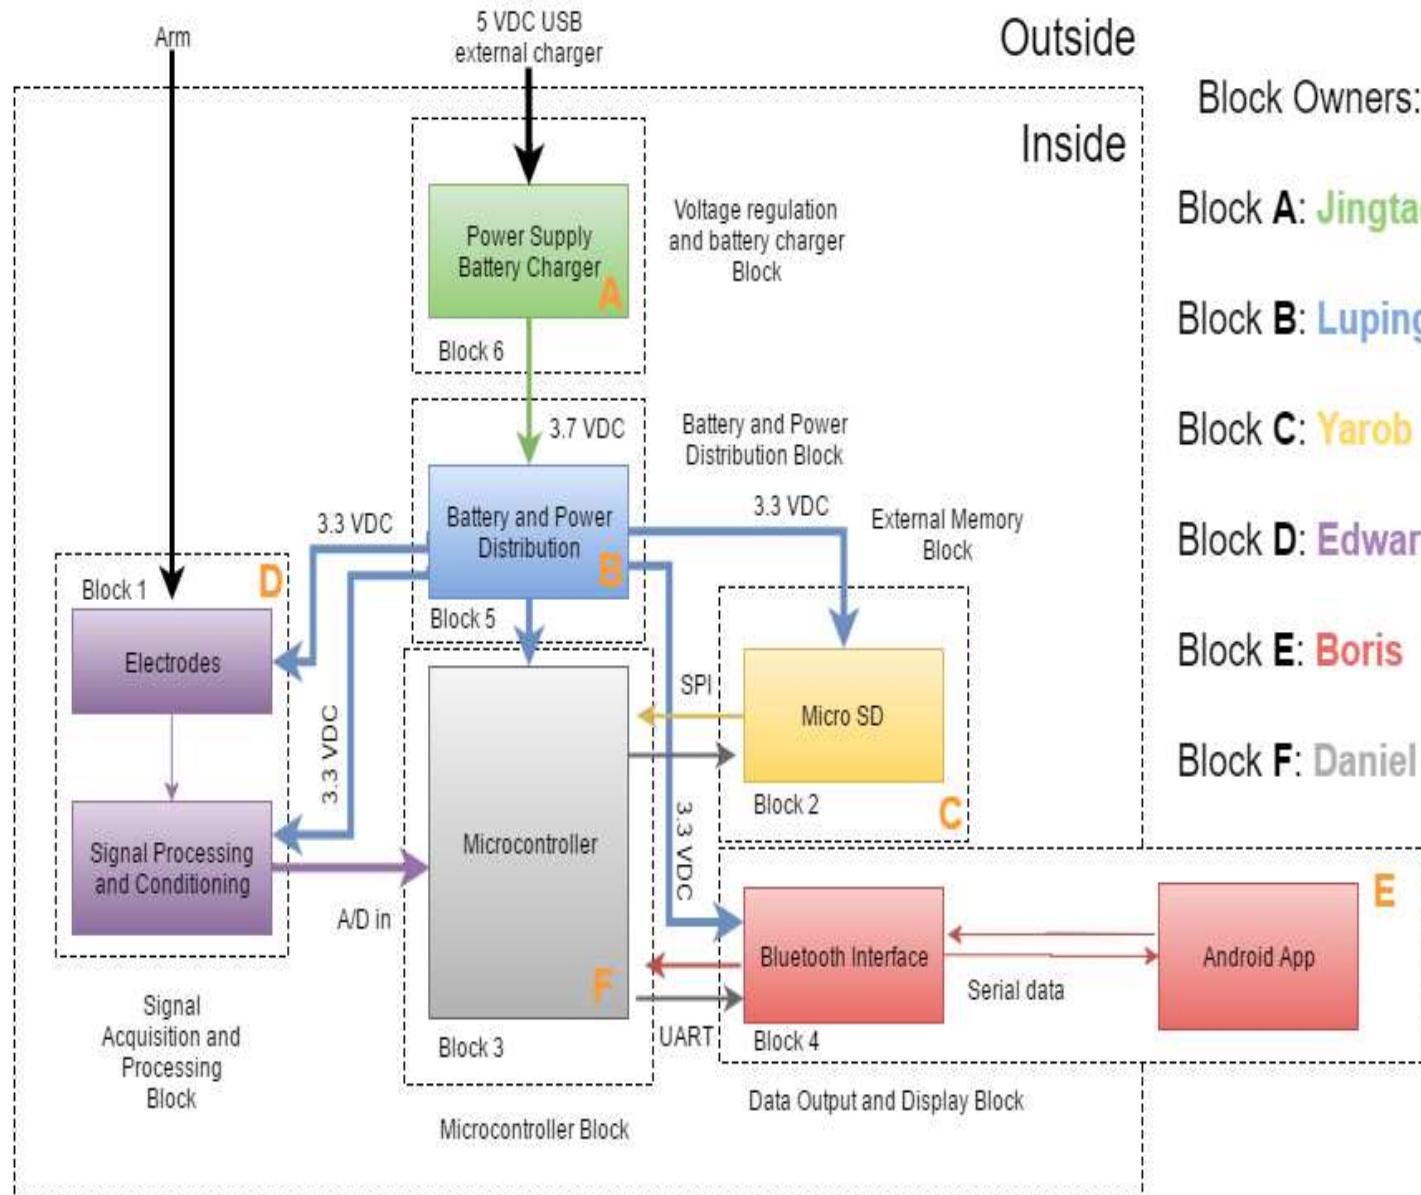 Arm
5 VDC USB
external charger
Outside
Inside
Block Owners:
Block A:
Block B:
Block C: Yarob
Block D:
Block E: Boris
Block F: Daniel
Power Supply
Battery Charger
A
Block 6
Voltage regulation
and battery charger
Block
3.7 VDC
Battery and Power
Distribution Block
Battery and Power
Distribution
B
Block 5
3.3 VDC
3.3 VDC
External Memory
Block
Block 1
D
Electrodes
3.3 VDC
Signal Processing
and Conditioning
A/D in
Signal
Acquisition and
Processing
Block
Microcontroller
F
Block 3
Microcontroller Block
SPI
Micro SD
Block 2
C
3.3 VDC
UART
Bluetooth Interface
Block 4
Serial data
Android App
E
Data Output and Display Block